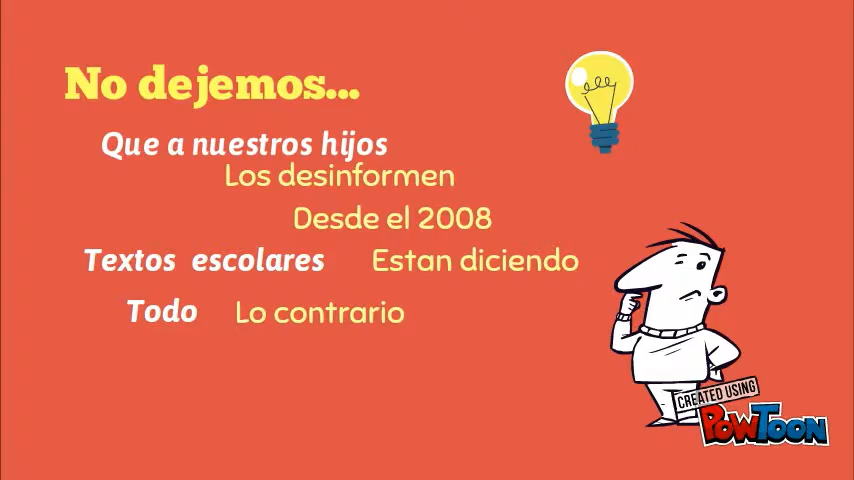 No dejemos...
Que a nuestros hijos
Los desinformen
Desde el 2008
Textos escolares Estan diciendo
Todo Lo contrario
CREATED USING
POWTOON